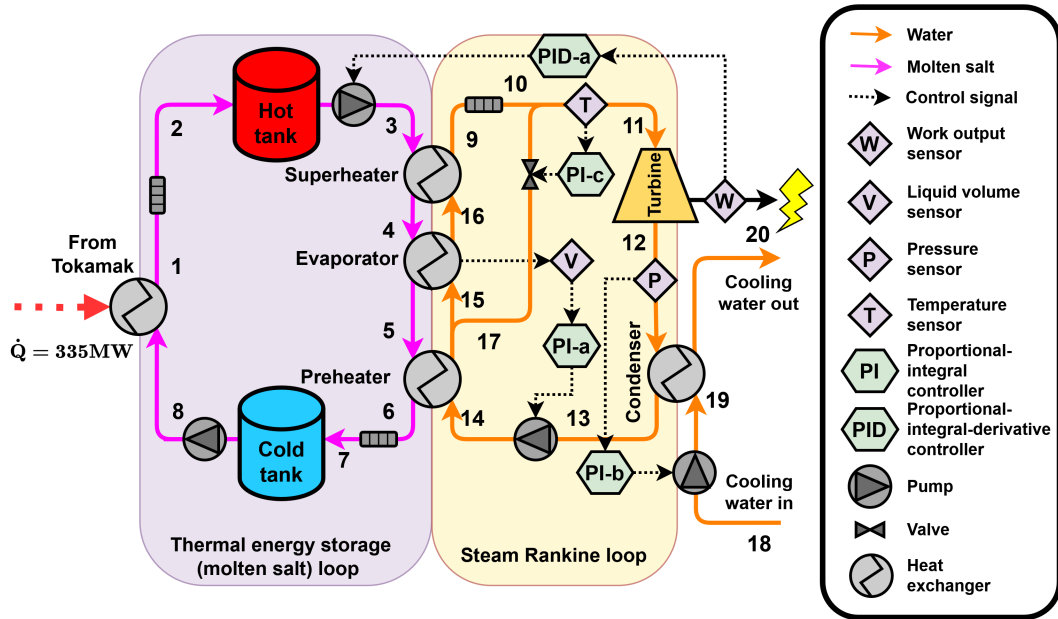 PID-a
10
2
Hot
tank
3
9
T
11
PI-c
Superheater
Turbine
16
W
4
12
20
From
Tokamak
1
Evaporator
V
P
Cooling
water out
15
Q̇ = 335MW
5
17
PI-a
Condenser
Preheater
19
8
6
14
13
Cold
tank
7
PI-b
Cooling
water in
18
Thermal energy storage
(molten salt) loop
Steam Rankine loop
Water
Molten salt
Control signal
W
Work output
sensor
V
Liquid volume
sensor
P
Pressure
sensor
T
Temperature
sensor
PI
Proportional-
integral
controller
PID
Proportional-
integral-derivative
controller
Pump
Valve
Heat
exchanger